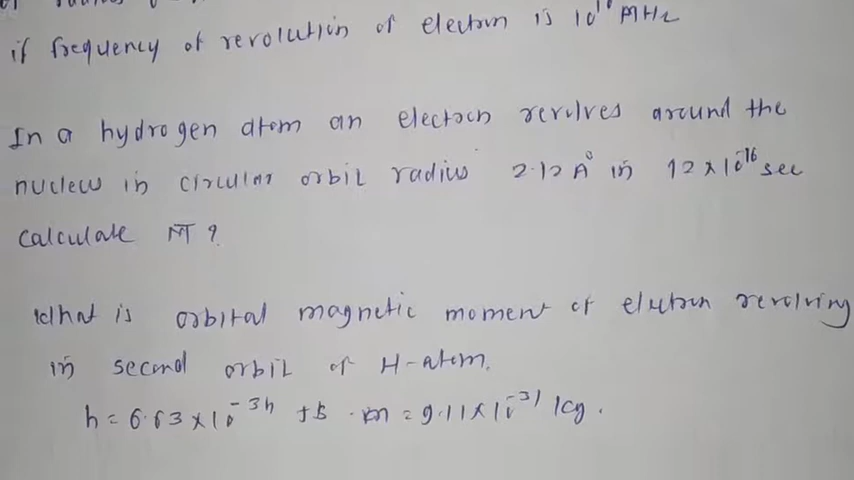 if frequency of revolution of electron is 10¹⁰ MHz
In a hydrogen atom an electron revolves around the
nucleus in circular orbit radius 2.12 A° in 12 × 10⁻¹⁶ sec
calculate M̅ ?
What is orbital magnetic moment of electron revolving
in second orbit of H-atom.
h = 6.63 × 10⁻³⁴ Js . m = 9.11 × 10⁻³¹ kg .